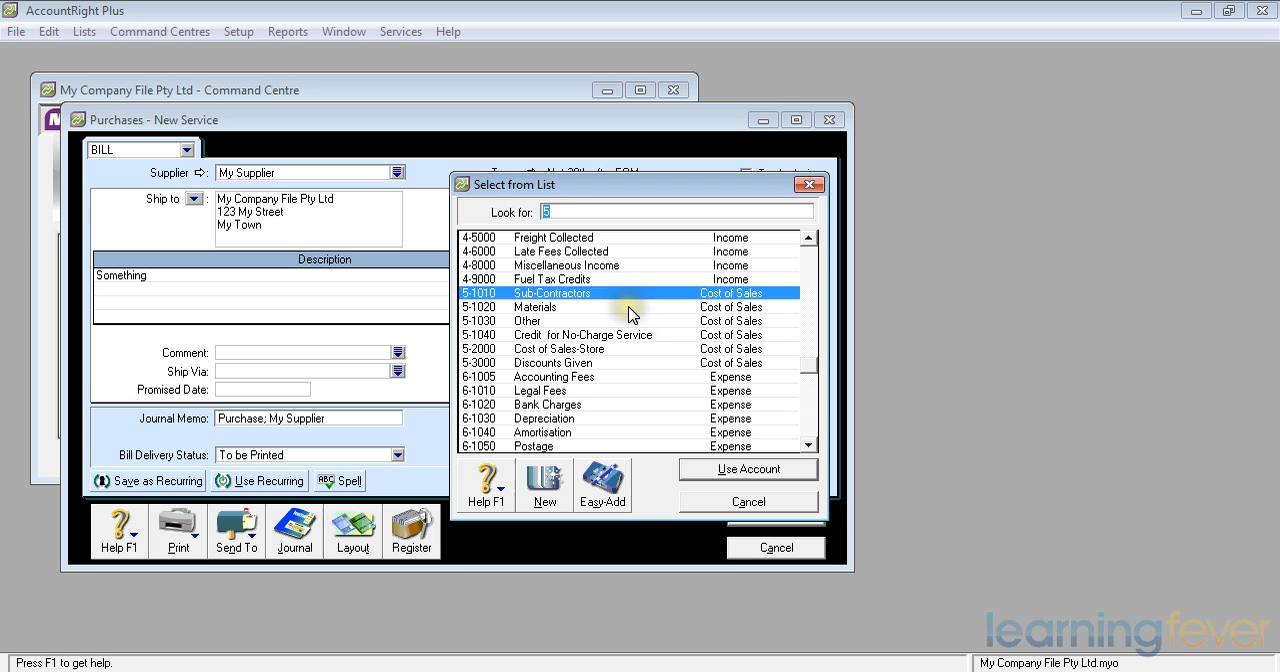 AccountRight Plus
File Edit Lists Command Centres Setup Reports Window Services Help
My Company File Pty Ltd - Command Centre
Purchases - New Service
BILL
Supplier
My Supplier
Ship to :
My Company File Pty Ltd
123 My Street
My Town
Description
Something
Comment:
Ship Via:
Promised Date:
Journal Memo: Purchase; My Supplier
Bill Delivery Status: To be Printed
Save as Recurring Use Recurring ABC Spell
Help F1 Print Send To Journal Layout Register
Cancel
Select from List
Look for: 5
4-5000 Freight Collected Income
4-6000 Late Fees Collected Income
4-8000 Miscellaneous Income Income
4-9000 Fuel Tax Credits Income
5-1010 Sub-Contractors Cost of Sales
5-1020 Materials Cost of Sales
5-1030 Other Cost of Sales
5-1040 Credit for No-Charge Service Cost of Sales
5-2000 Cost of Sales-Store Cost of Sales
5-3000 Discounts Given Cost of Sales
6-1005 Accounting Fees Expense
6-1010 Legal Fees Expense
6-1020 Bank Charges Expense
6-1030 Depreciation Expense
6-1040 Amortisation Expense
6-1050 Postage Expense
Help F1 New Easy-Add
Use Account
Cancel
learningfever
Press F1 to get help.
My Company File Pty Ltd.myo